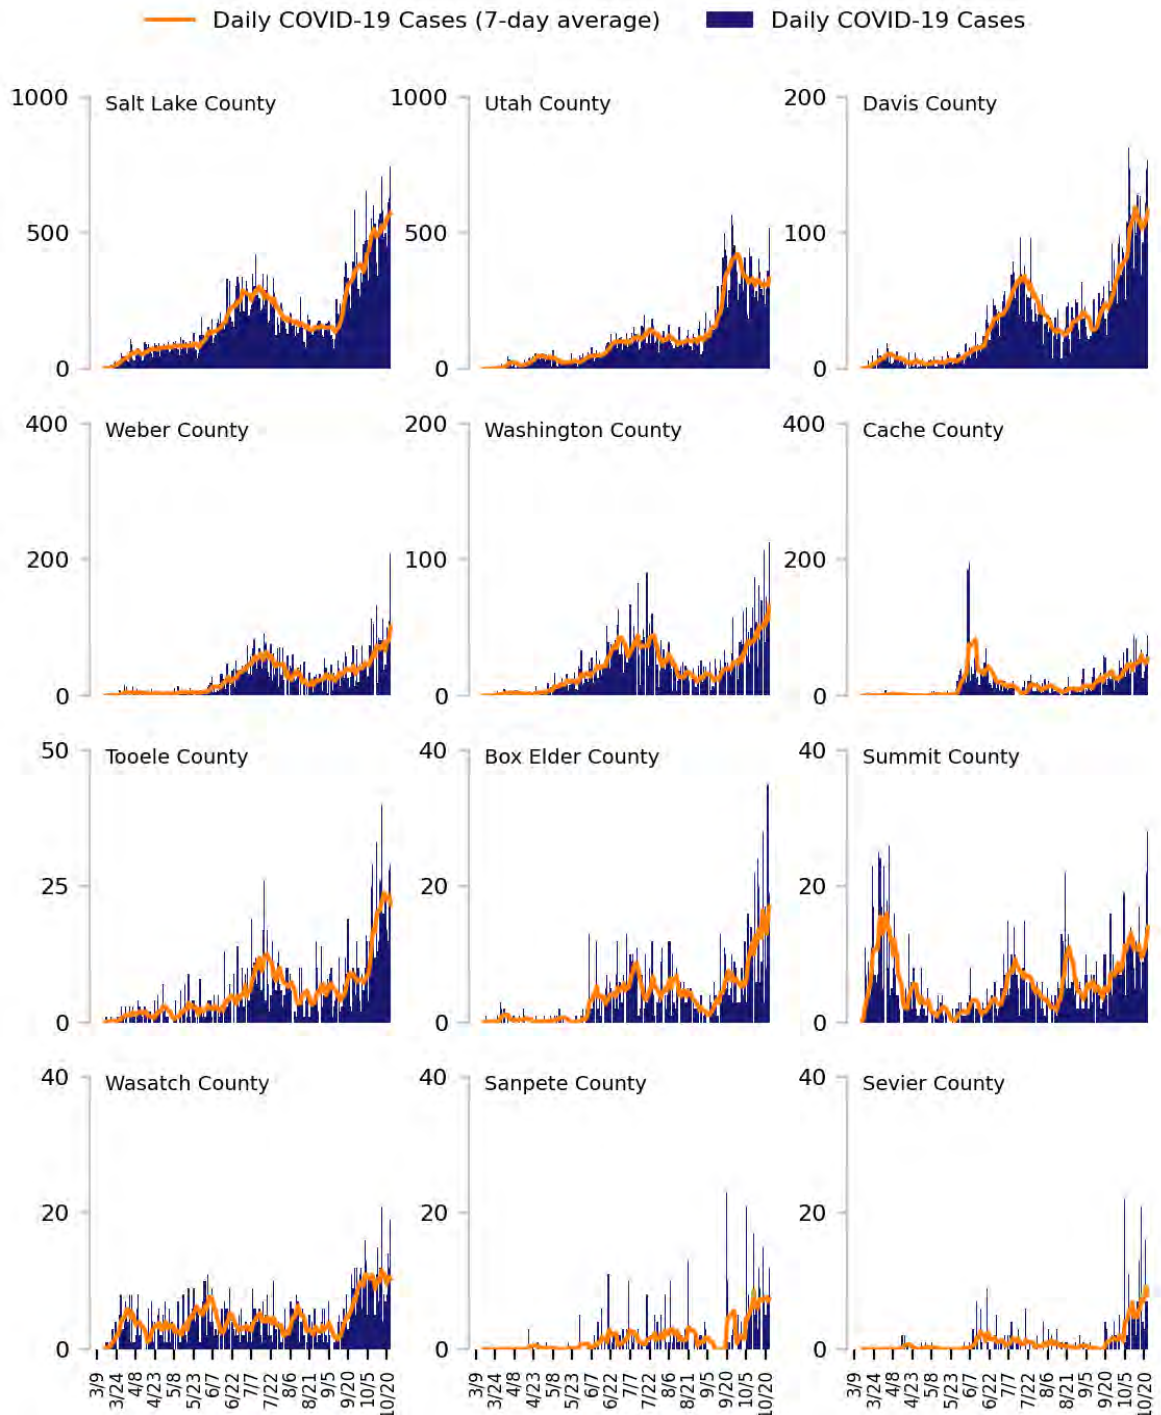 Daily COVID-19 Cases (7-day average) Daily COVID-19 Cases
Salt Lake County
1000
500
0
Utah County
1000
500
0
Davis County
200
100
0
Weber County
400
200
0
Washington County
200
100
0
Cache County
400
200
0
Tooele County
50
25
0
Box Elder County
40
20
0
Summit County
40
20
0
Wasatch County
40
20
0
Sanpete County
40
20
0
Sevier County
40
20
0
3/9 3/24 4/8 4/23 5/8 5/23 6/7 6/22 7/7 7/22 8/6 8/21 9/5 9/20 10/5 10/20
3/9 3/24 4/8 4/23 5/8 5/23 6/7 6/22 7/7 7/22 8/6 8/21 9/5 9/20 10/5 10/20
3/9 3/24 4/8 4/23 5/8 5/23 6/7 6/22 7/7 7/22 8/6 8/21 9/5 9/20 10/5 10/20